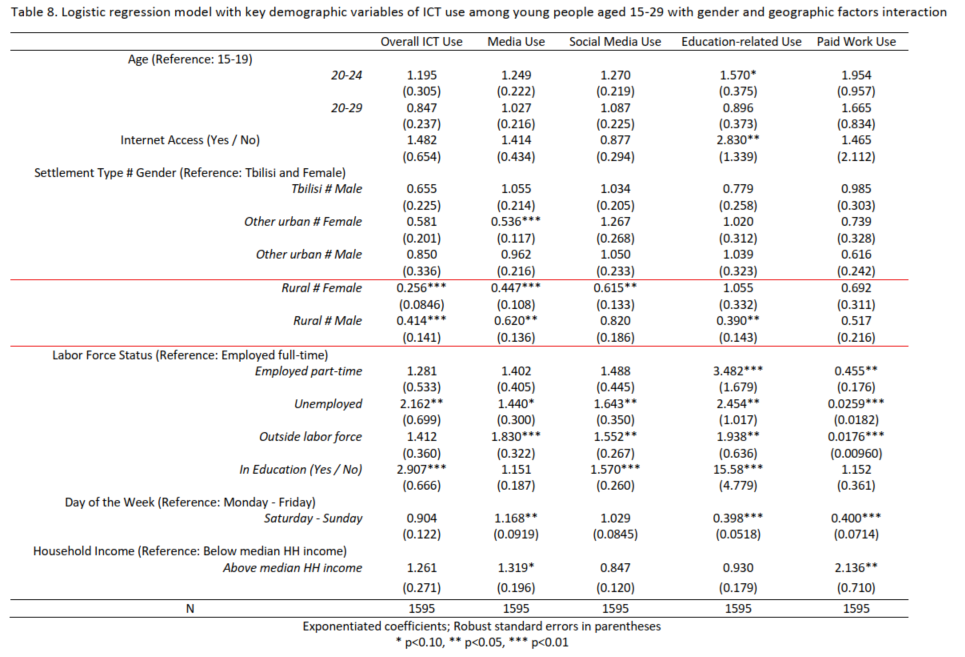 Table 8. Logistic regression model with key demographic variables of ICT use among young people aged 15-29 with gender and geographic factors interaction
Overall ICT Use Media Use Social Media Use Education-related Use Paid Work Use
Age (Reference: 15-19)
20-24 1.195 1.249 1.270 1.570* 1.954
(0.305) (0.222) (0.219) (0.375) (0.957)
20-29 0.847 1.027 1.087 0.896 1.665
(0.237) (0.216) (0.225) (0.373) (0.834)
Internet Access (Yes / No) 1.482 1.414 0.877 2.830** 1.465
(0.654) (0.434) (0.294) (1.339) (2.112)
Settlement Type # Gender (Reference: Tbilisi and Female)
Tbilisi # Male 0.655 1.055 1.034 0.779 0.985
(0.225) (0.214) (0.205) (0.258) (0.303)
Other urban # Female 0.581 0.536*** 1.267 1.020 0.739
(0.201) (0.117) (0.268) (0.312) (0.328)
Other urban # Male 0.850 0.962 1.050 1.039 0.616
(0.336) (0.216) (0.233) (0.323) (0.242)
Rural # Female 0.256*** 0.447*** 0.615** 1.055 0.692
(0.0846) (0.108) (0.133) (0.332) (0.311)
Rural # Male 0.414*** 0.620** 0.820 0.390** 0.517
(0.141) (0.136) (0.186) (0.143) (0.216)
Labor Force Status (Reference: Employed full-time)
Employed part-time 1.281 1.402 1.488 3.482*** 0.455**
(0.533) (0.405) (0.445) (1.679) (0.176)
Unemployed 2.162** 1.440* 1.643** 2.454** 0.0259***
(0.699) (0.300) (0.350) (1.017) (0.0182)
Outside labor force 1.412 1.830*** 1.552** 1.938** 0.0176***
(0.360) (0.322) (0.267) (0.636) (0.00960)
In Education (Yes / No) 2.907*** 1.151 1.570*** 15.58*** 1.152
(0.666) (0.187) (0.260) (4.779) (0.361)
Day of the Week (Reference: Monday - Friday)
Saturday - Sunday 0.904 1.168** 1.029 0.398*** 0.400***
(0.122) (0.0919) (0.0845) (0.0518) (0.0714)
Household Income (Reference: Below median HH income)
Above median HH income 1.261 1.319* 0.847 0.930 2.136**
(0.271) (0.196) (0.120) (0.179) (0.710)
N 1595 1595 1595 1595 1595
Exponentiated coefficients; Robust standard errors in parentheses
* p<0.10, ** p<0.05, *** p<0.01